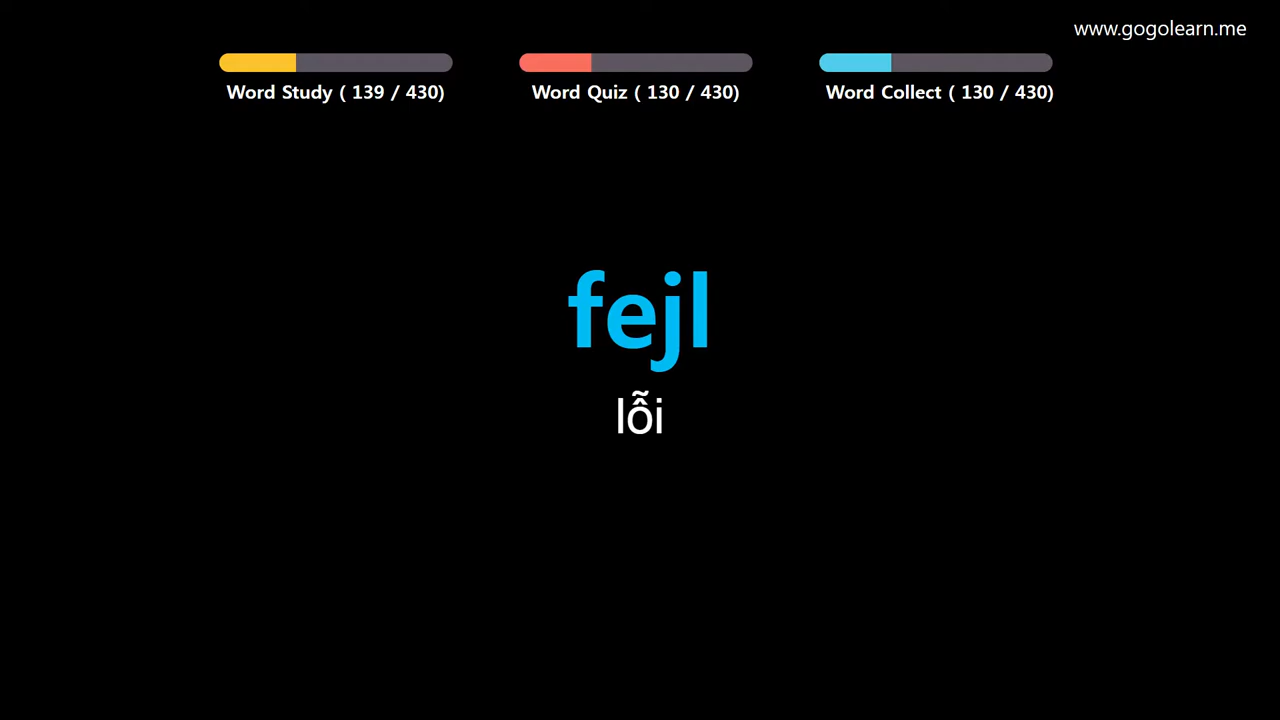 www.gogolearn.me
Word Study ( 139 / 430)
Word Quiz ( 130 / 430)
Word Collect ( 130 / 430)
fejl
lỗi